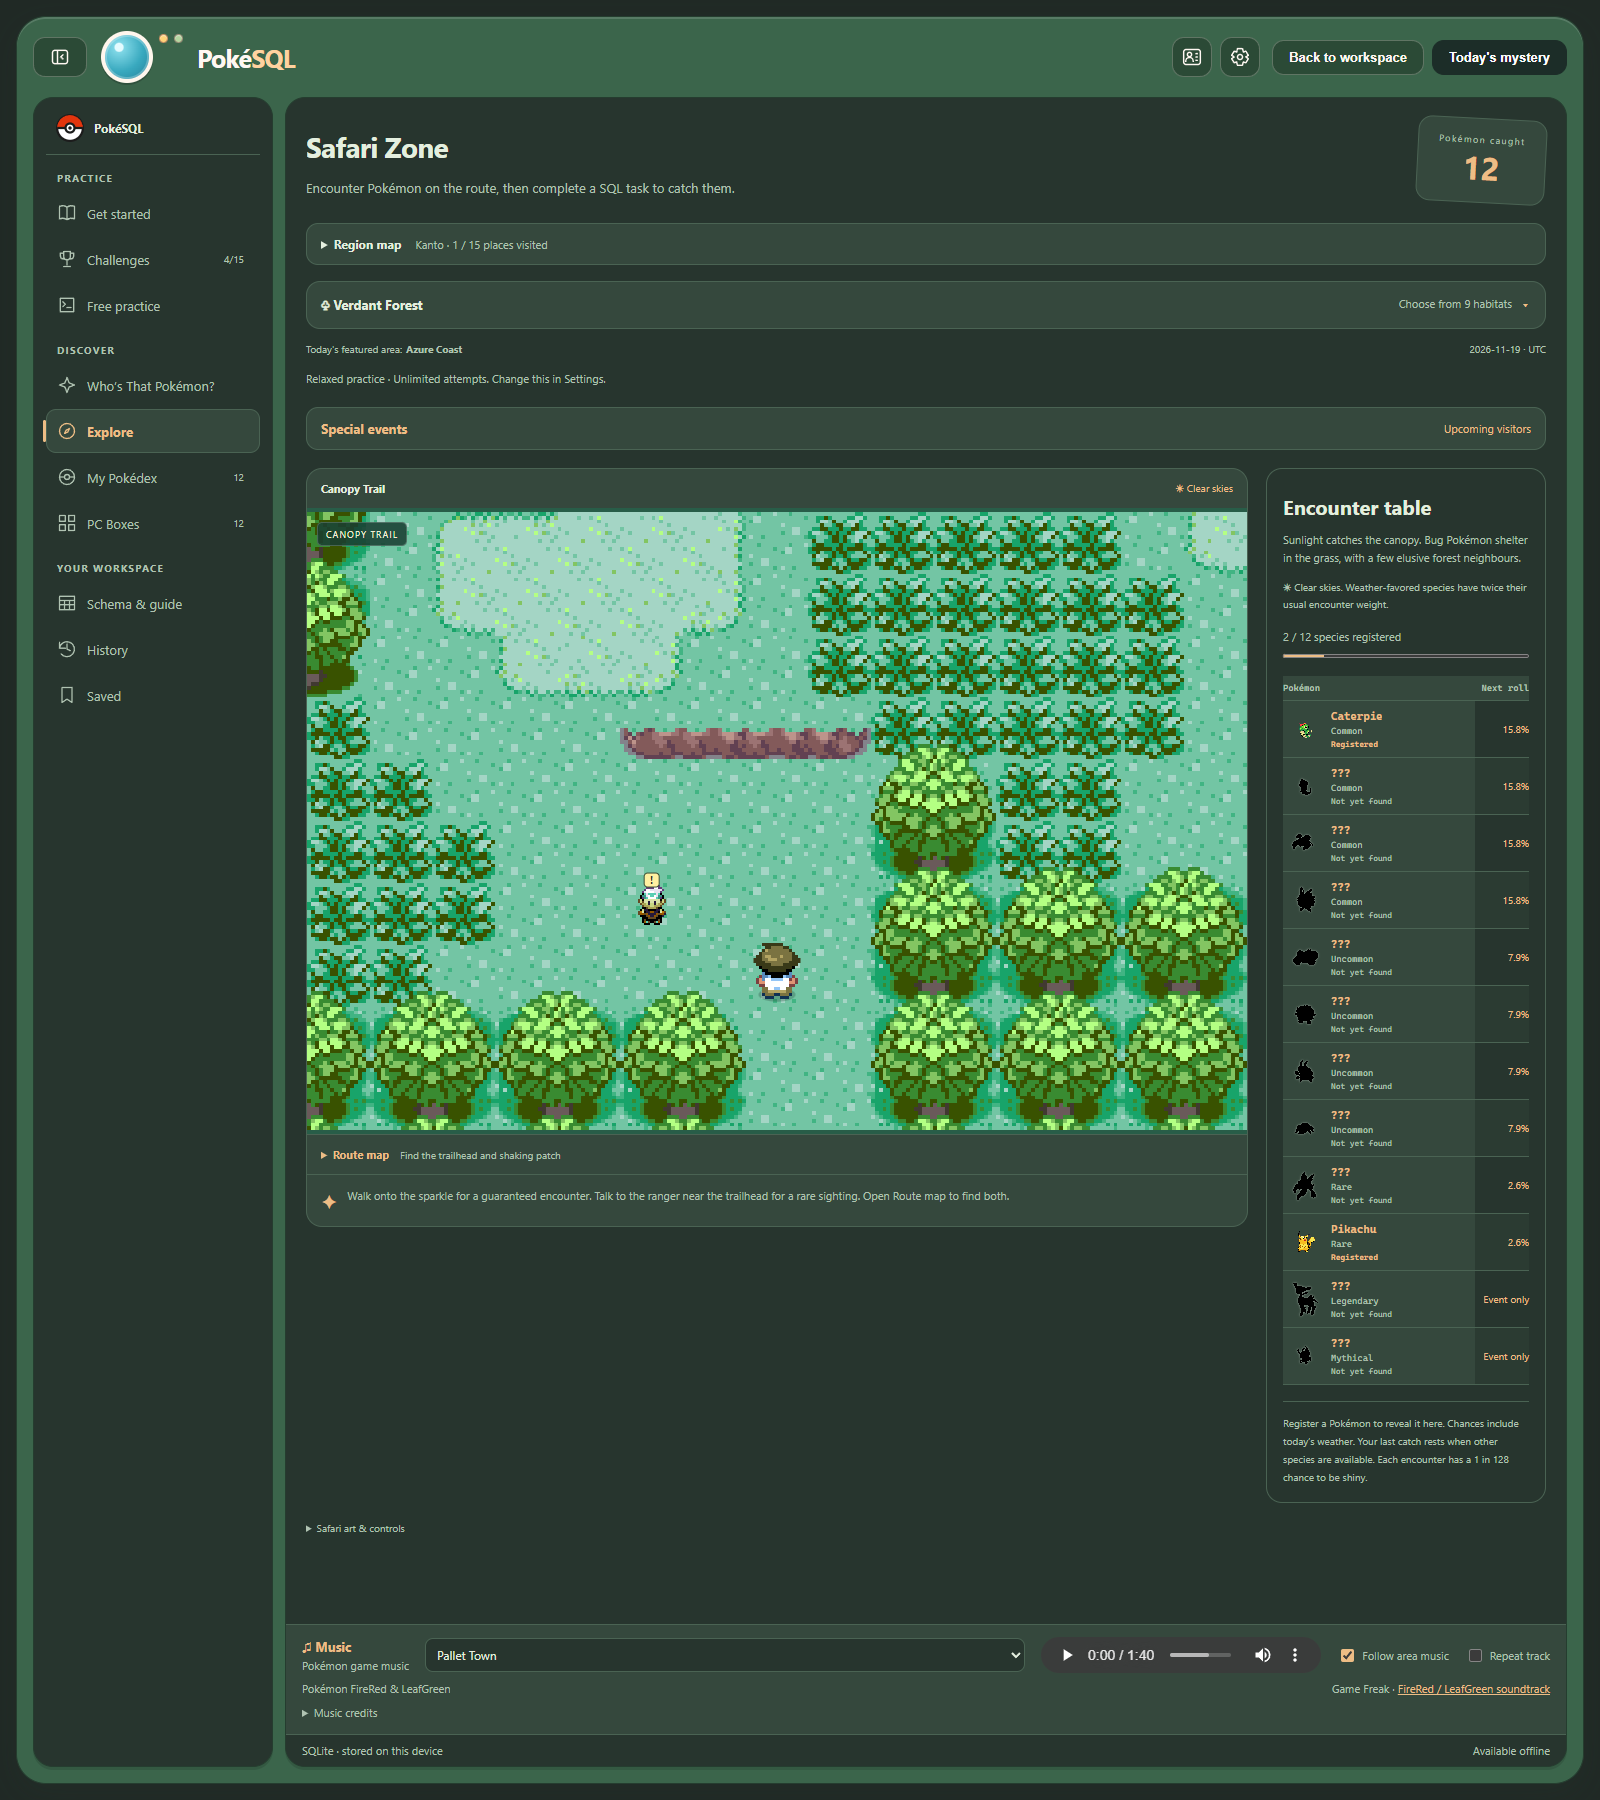 PokéSQL
Back to workspace
Today's mystery
PokéSQL
PRACTICE
Get started
Challenges 4/15
Free practice
DISCOVER
Who's That Pokémon?
Explore
My Pokédex 12
PC Boxes 12
YOUR WORKSPACE
Schema & guide
History
Saved
Safari Zone
Encounter Pokémon on the route, then complete a SQL task to catch them.
Pokémon caught
12
Region map Kanto · 1 / 15 places visited
Verdant Forest Choose from 9 habitats
Today's featured area: Azure Coast 2026-11-19 · UTC
Relaxed practice · Unlimited attempts. Change this in Settings.
Special events Upcoming visitors
Canopy Trail Clear skies
CANOPY TRAIL
!
Route map Find the trailhead and shaking patch
Walk onto the sparkle for a guaranteed encounter. Talk to the ranger near the trailhead for a rare sighting. Open Route map to find both.
Encounter table
Sunlight catches the canopy. Bug Pokémon shelter
in the grass, with a few elusive forest neighbours.
☀ Clear skies. Weather-favored species have twice their
usual encounter weight.
2 / 12 species registered
Pokémon Next roll
Caterpie
Common 15.8%
Registered
???
Common 15.8%
Not yet found
???
Common 15.8%
Not yet found
???
Common 15.8%
Not yet found
???
Uncommon 7.9%
Not yet found
???
Uncommon 7.9%
Not yet found
???
Uncommon 7.9%
Not yet found
???
Uncommon 7.9%
Not yet found
???
Rare 2.6%
Not yet found
Pikachu
Rare 2.6%
Registered
???
Legendary Event only
Not yet found
???
Mythical Event only
Not yet found
Register a Pokémon to reveal it here. Chances include
today's weather. Your last catch rests when other
species are available. Each encounter has a 1 in 128
chance to be shiny.
Safari art & controls
♫ Music
Pokémon game music
Pallet Town
0:00 / 1:40
Follow area music
Repeat track
Pokémon FireRed & LeafGreen
Game Freak · FireRed / LeafGreen soundtrack
Music credits
SQLite · stored on this device
Available offline